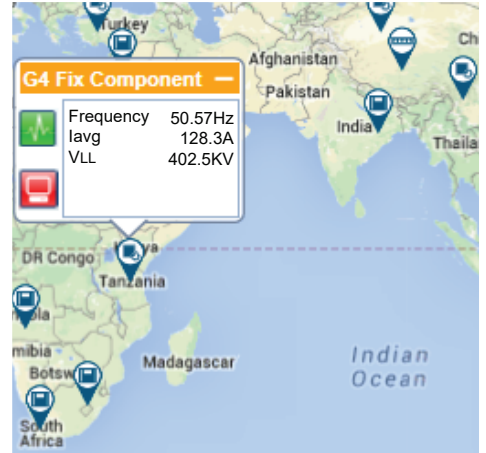 Turkey
Afghanistan
Ch
G4 Fix Component –
Pakistan
Frequency 50.57Hz
Iavg 128.3A
VLL 402.5KV
India
Thaila
DR Congo
Tanzania
Madagascar
Indian
Ocean
Botsw
South
Africa